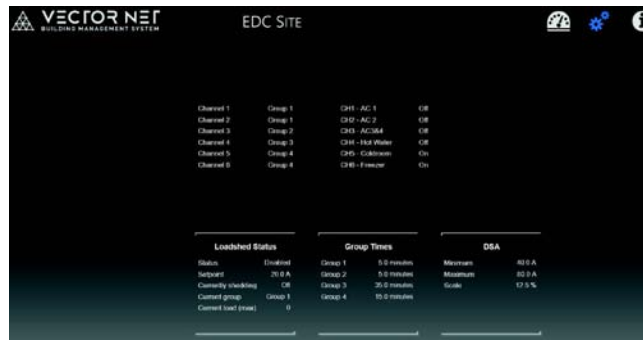 VECTOR NET
BUILDING MANAGEMENT SYSTEM
EDC SITE
Channel 1 Group 1 CH1 - AC 1 Off
Channel 2 Group 1 CH2 - AC 2 Off
Channel 3 Group 2 CH3 - AC3&4 Off
Channel 4 Group 3 CH4 - Hot Water Off
Channel 5 Group 4 CH5 - Coldroom On
Channel 6 Group 4 CH6 - Freezer On
Loadshed Status Group Times DSA
Status Disabled Group 1 5.0 minutes Minimum 40.0 A
Setpoint 20.0 A Group 2 5.0 minutes Maximum 80.0 A
Currently shedding Off Group 3 35.0 minutes Scale 12.5 %
Current group Group 1 Group 4 15.0 minutes
Current load (max) 0